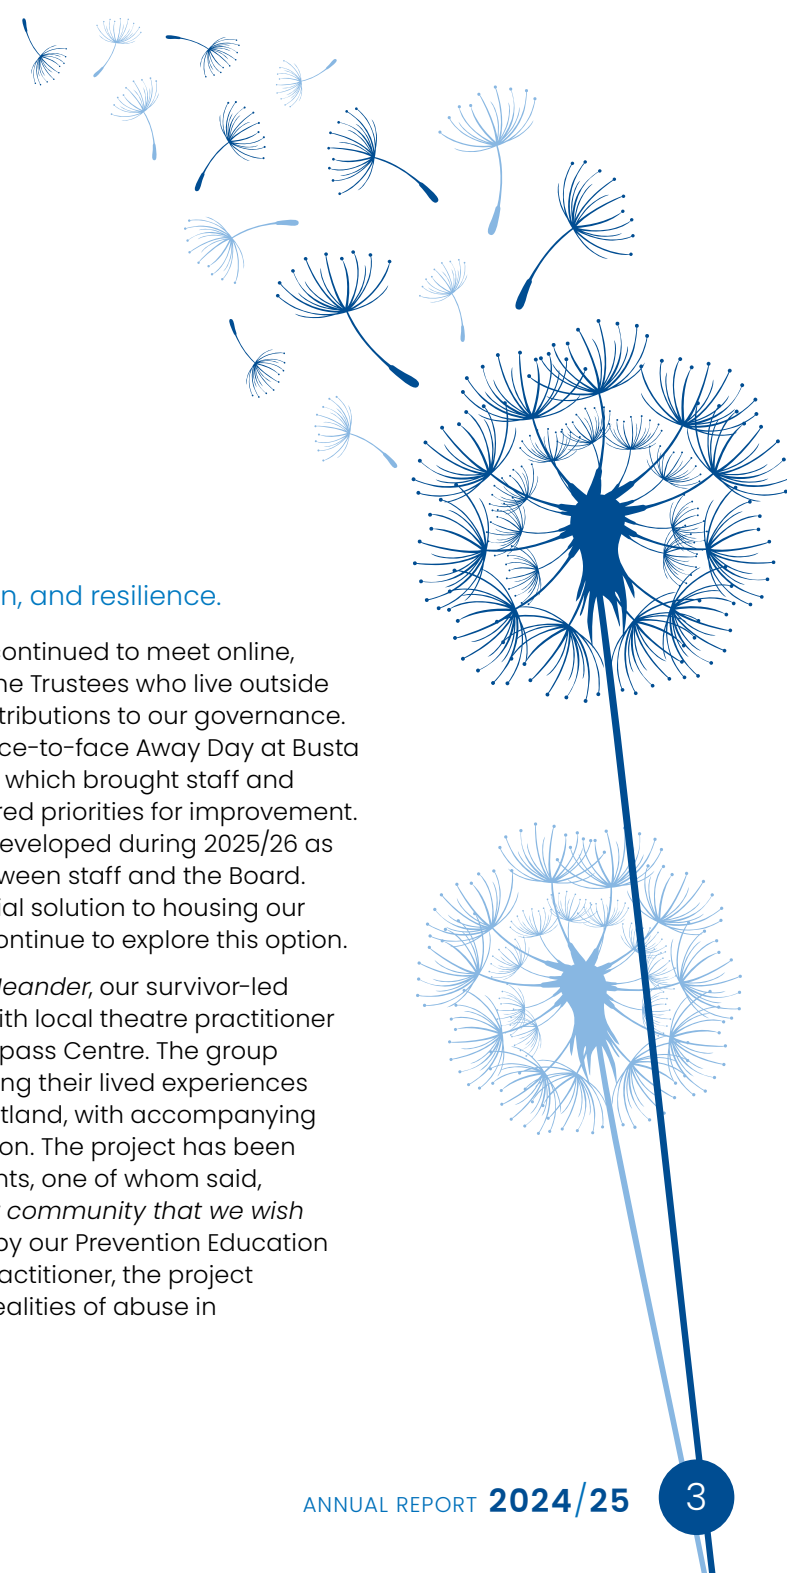 n, and resilience.
continued to meet online,
ne Trustees who live outside
tributions to our governance.
ce-to-face Away Day at Busta
which brought staff and
red priorities for improvement.
eveloped during 2025/26 as
ween staff and the Board.
ial solution to housing our
ontinue to explore this option.
leander, our survivor-led
ith local theatre practitioner
pass Centre. The group
ng their lived experiences
tland, with accompanying
on. The project has been
nts, one of whom said,
community that we wish
by our Prevention Education
actitioner, the project
ealities of abuse in
ANNUAL REPORT 2024/25 3